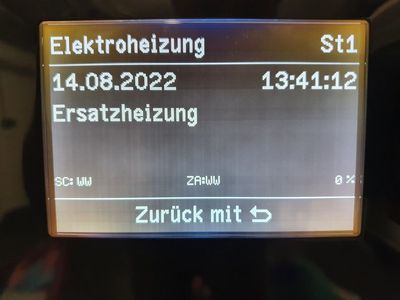 Elektroheizung St1
14.08.2022 13:41:12
Ersatzheizung
SC: WW ZA:WW 0 %
Zurück mit